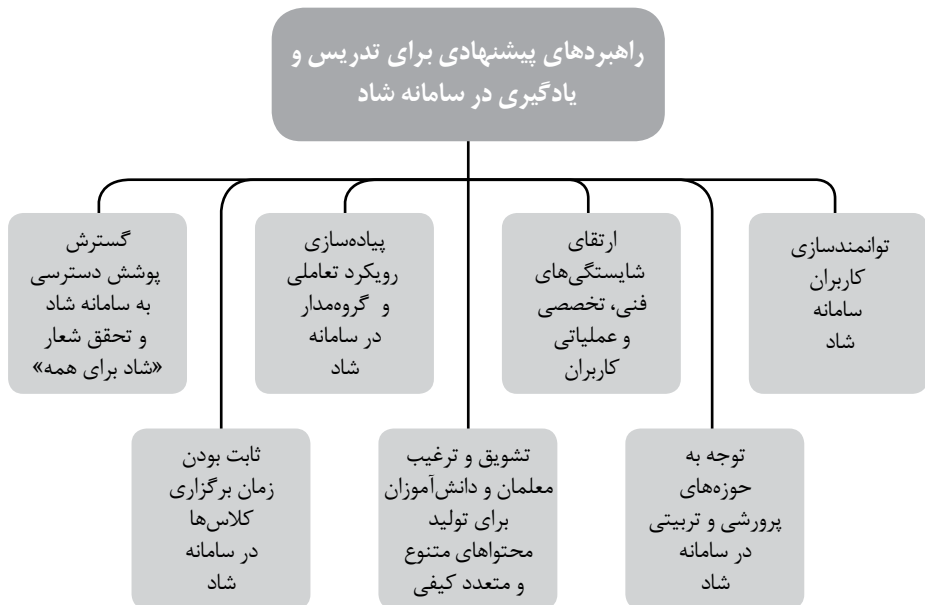 راهبردهای پیشنهادی برای تدریس و
یادگیری در سامانه شاد
توانمندسازی
کاربران
سامانه
شاد
ارتقای
شایستگی‌های
فنی، تخصصی
و عملیاتی
کاربران
پیاده‌سازی
رویکرد تعاملی
و گروه‌مدار
در سامانه
شاد
گسترش
پوشش دسترسی
به سامانه شاد
و تحقق شعار
«شاد برای همه»
توجه به
حوزه‌های
پرورشی و تربیتی
در سامانه
شاد
تشویق و ترغیب
معلمان و دانش‌آموزان
برای تولید
محتواهای متنوع
و متعدد کیفی
ثابت بودن
زمان برگزاری
کلاس‌ها
در سامانه
شاد